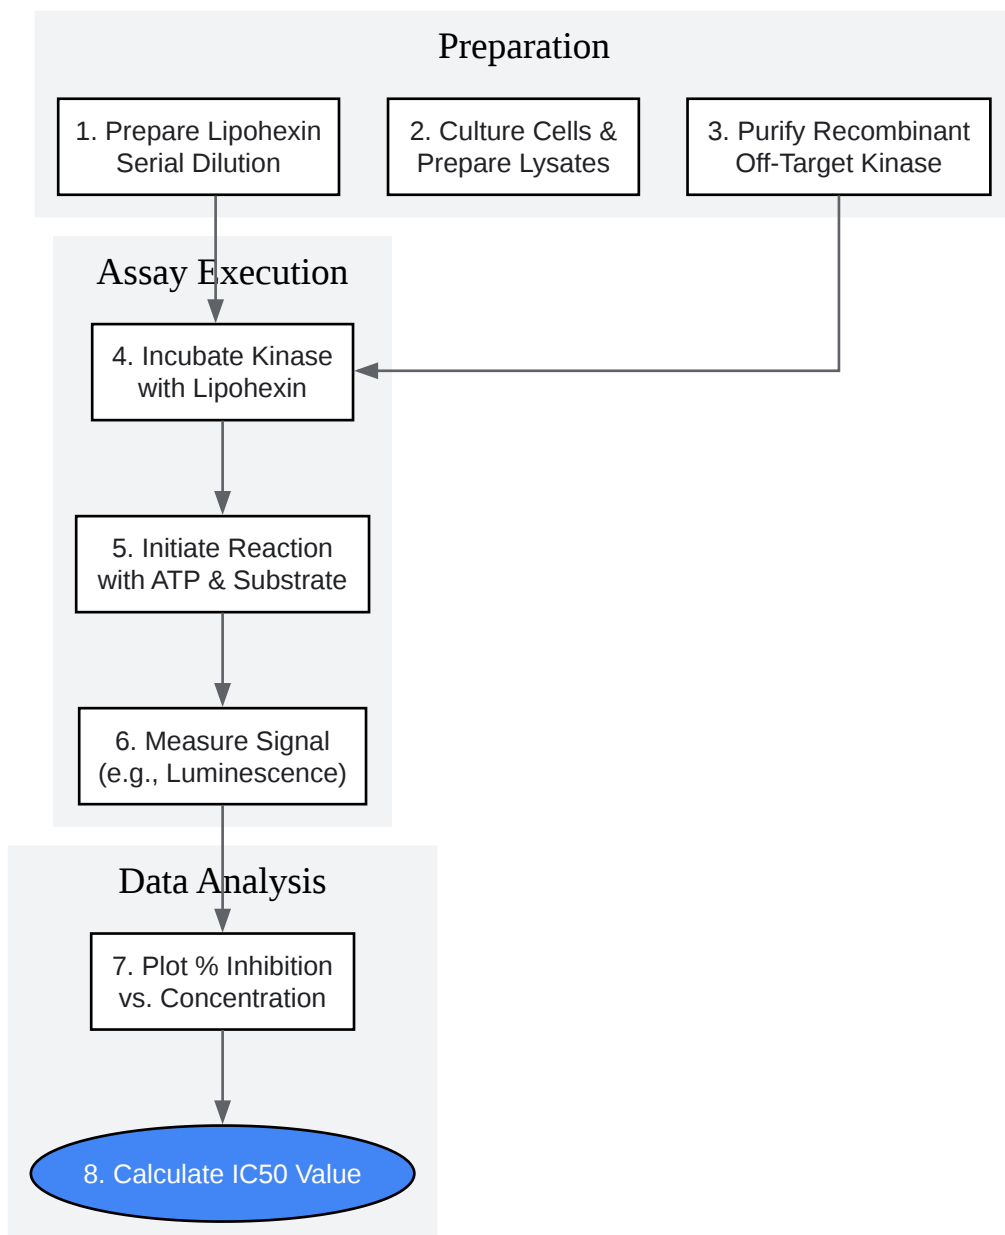 Preparation
1. Prepare Lipohexin
Serial Dilution
2. Culture Cells &
Prepare Lysates
3. Purify Recombinant
Off-Target Kinase
Assay Execution
4. Incubate Kinase
with Lipohexin
5. Initiate Reaction
with ATP & Substrate
6. Measure Signal
(e.g., Luminescence)
Data Analysis
7. Plot % Inhibition
vs. Concentration
8. Calculate IC50 Value